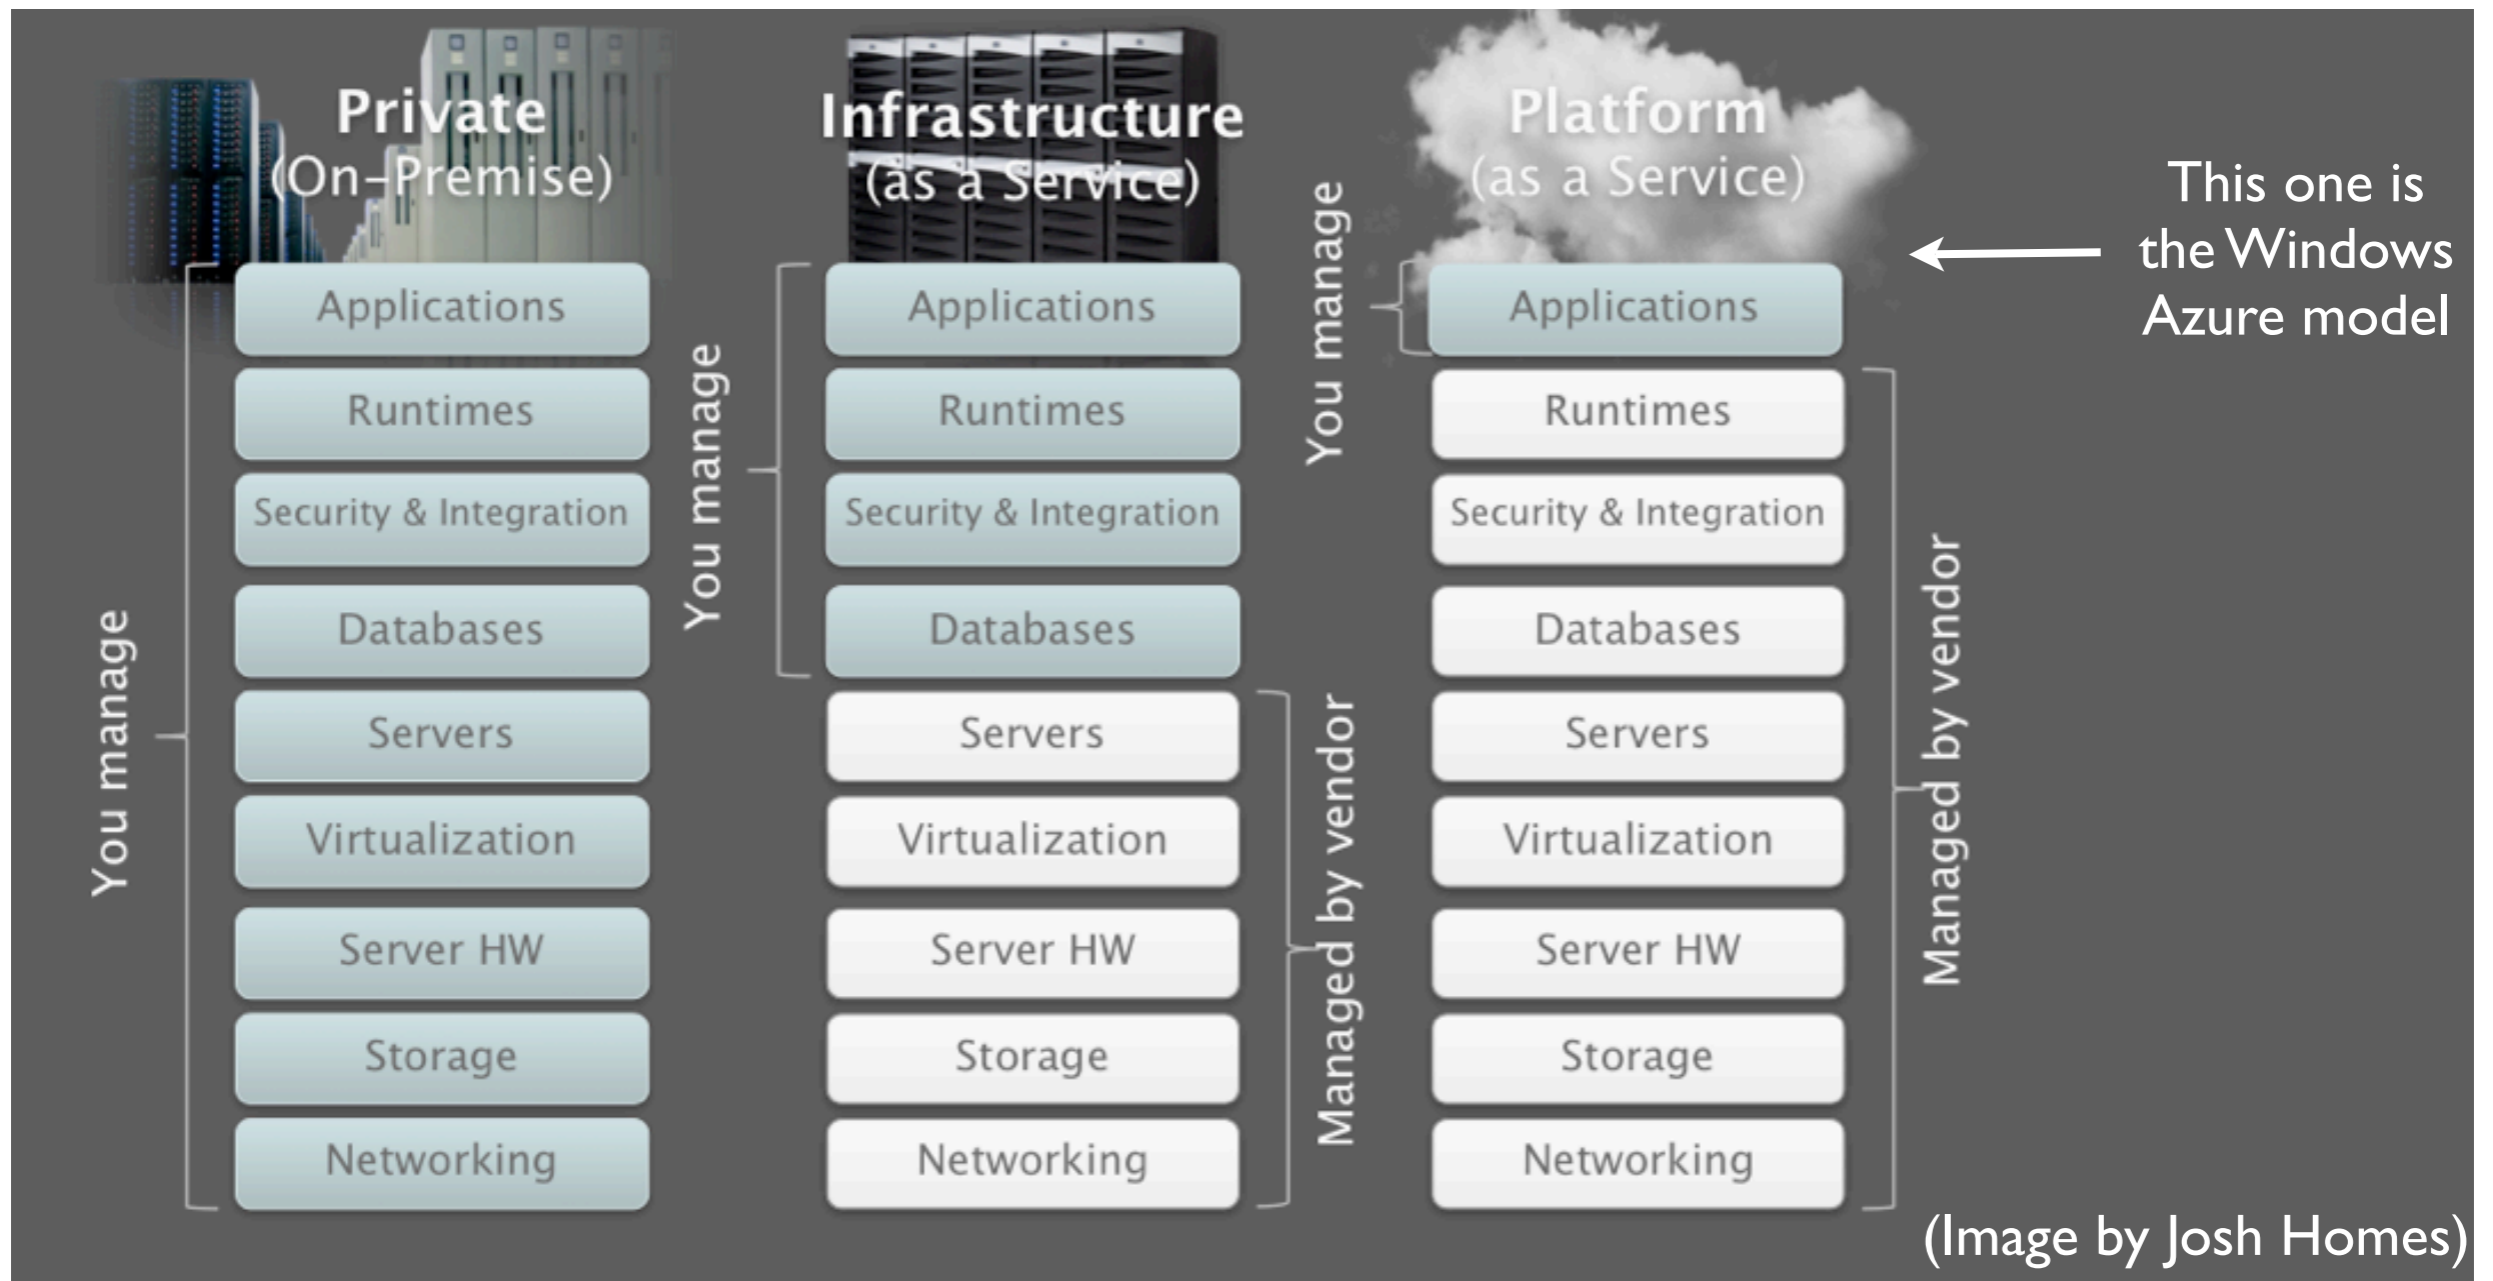 Private
(On-Premise)
You manage
Applications
Runtimes
Security & Integration
Databases
Servers
Virtualization
Server HW
Storage
Networking
Infrastructure
(as a Service)
You manage
Applications
Runtimes
Security & Integration
Databases
Servers
Virtualization
Server HW
Storage
Networking
Managed by vendor
Platform
(as a Service)
You manage
Applications
Runtimes
Security & Integration
Databases
Servers
Virtualization
Server HW
Storage
Networking
Managed by vendor
This one is
the Windows
Azure model
(Image by Josh Homes)